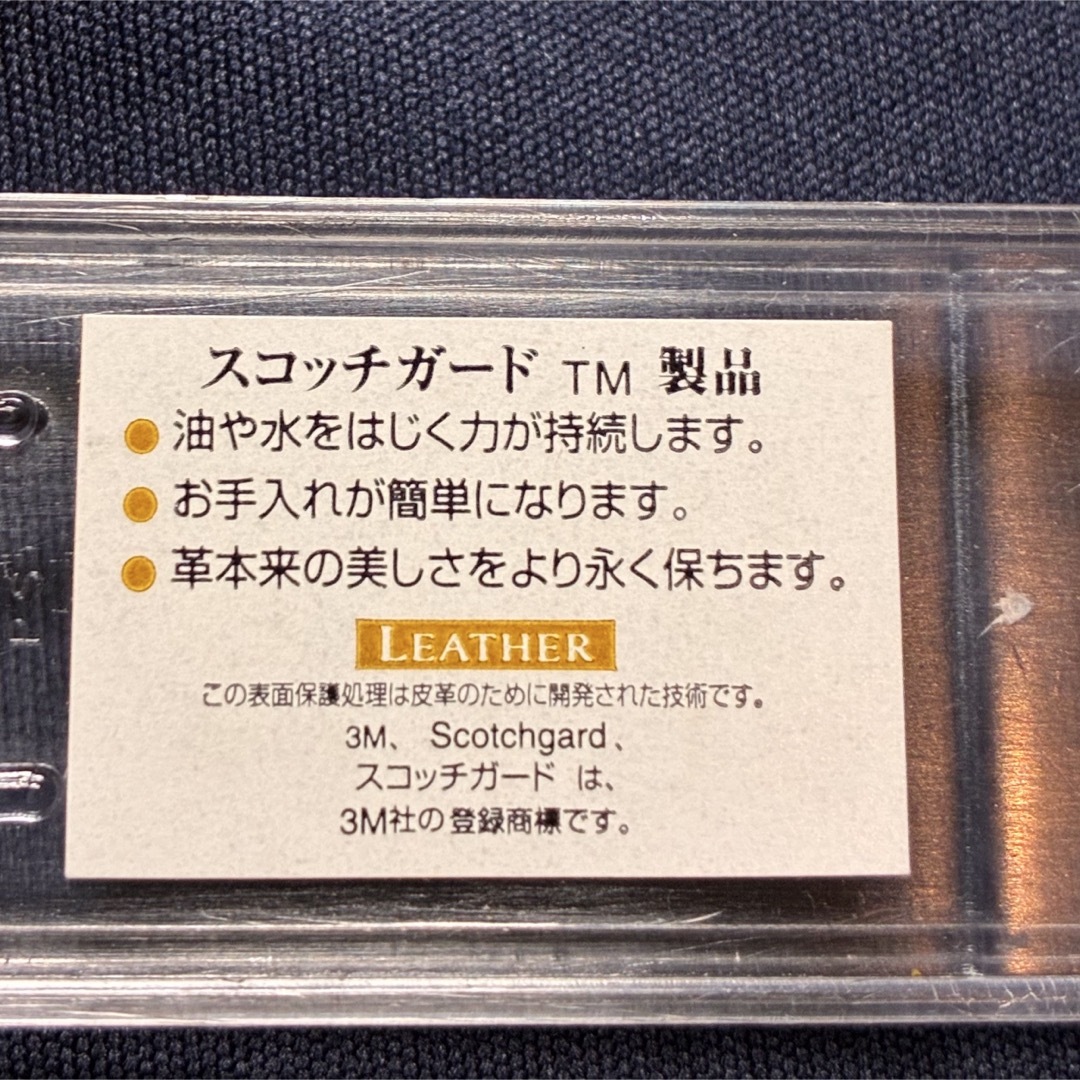 スコッチガード TM 製品
油や水をはじく力が持続します。
お手入れが簡単になります。
革本来の美しさをより永く保ちます。
LEATHER
この表面保護処理は皮革のために開発された技術です。
3M、 Scotchgard、
スコッチガード は、
3M社の登録商標です。